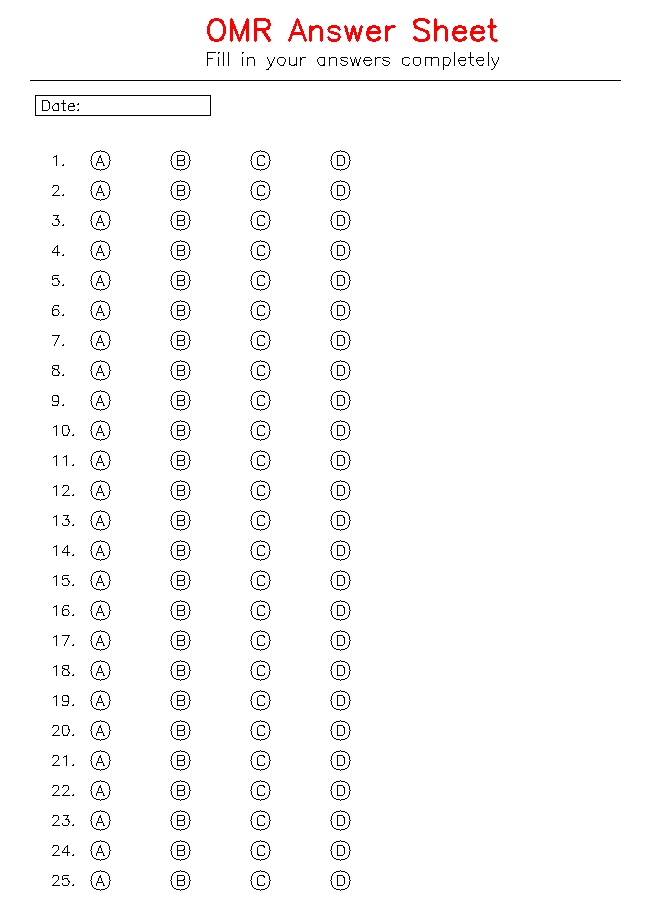 OMR Answer Sheet
Fill in your answers completely
Date:
1. A B C D
2. A B C D
3. A B C D
4. A B C D
5. A B C D
6. A B C D
7. A B C D
8. A B C D
9. A B C D
10. A B C D
11. A B C D
12. A B C D
13. A B C D
14. A B C D
15. A B C D
16. A B C D
17. A B C D
18. A B C D
19. A B C D
20. A B C D
21. A B C D
22. A B C D
23. A B C D
24. A B C D
25. A B C D